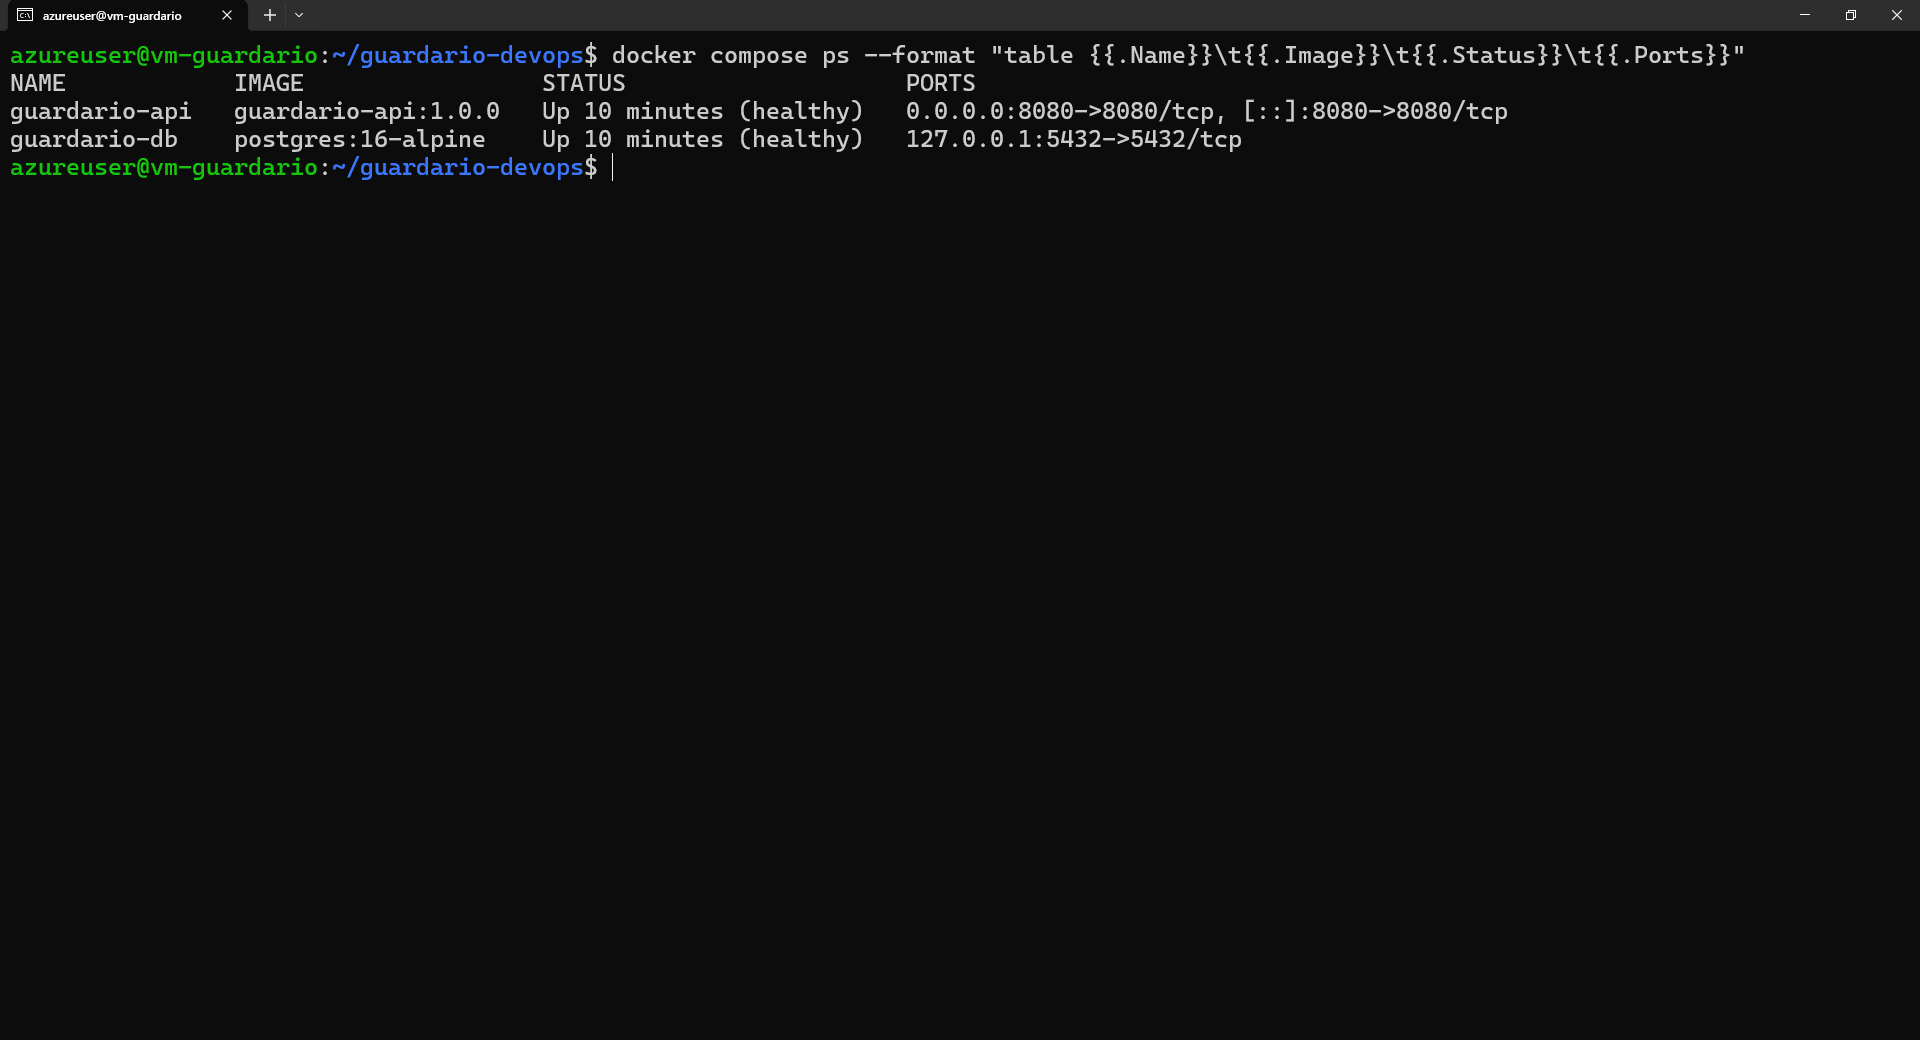 azureuser@vm-guardario
azureuser@vm-guardario:~/guardario-devops$ docker compose ps --format "table {{.Name}}\t{{.Image}}\t{{.Status}}\t{{.Ports}}"
NAME IMAGE STATUS PORTS
guardario-api guardario-api:1.0.0 Up 10 minutes (healthy) 0.0.0.0:8080->8080/tcp, [::]:8080->8080/tcp
guardario-db postgres:16-alpine Up 10 minutes (healthy) 127.0.0.1:5432->5432/tcp
azureuser@vm-guardario:~/guardario-devops$